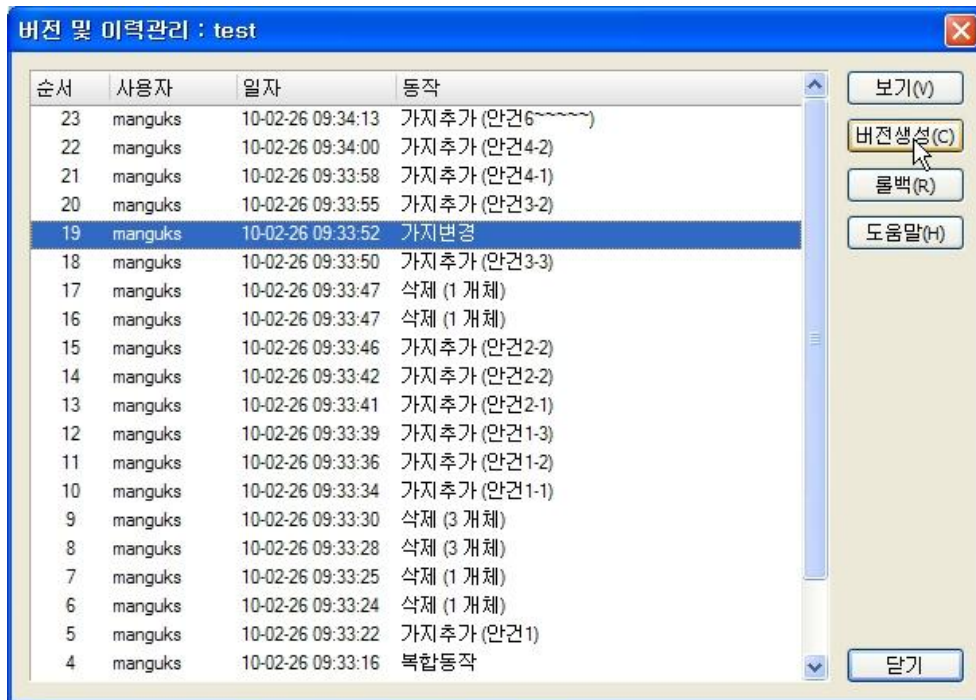 버전 및 이력관리 : test
순서 사용자 일자 동작
23 manguks 10-02-26 09:34:13 가지추가 (안건6~~~~~)
22 manguks 10-02-26 09:34:00 가지추가 (안건4-2)
21 manguks 10-02-26 09:33:58 가지추가 (안건4-1)
20 manguks 10-02-26 09:33:55 가지추가 (안건3-2)
19 manguks 10-02-26 09:33:52 가지변경
18 manguks 10-02-26 09:33:50 가지추가 (안건3-3)
17 manguks 10-02-26 09:33:47 삭제 (1 개체)
16 manguks 10-02-26 09:33:47 삭제 (1 개체)
15 manguks 10-02-26 09:33:46 가지추가 (안건2-2)
14 manguks 10-02-26 09:33:42 가지추가 (안건2-2)
13 manguks 10-02-26 09:33:41 가지추가 (안건2-1)
12 manguks 10-02-26 09:33:39 가지추가 (안건1-3)
11 manguks 10-02-26 09:33:36 가지추가 (안건1-2)
10 manguks 10-02-26 09:33:34 가지추가 (안건1-1)
9 manguks 10-02-26 09:33:30 삭제 (3 개체)
8 manguks 10-02-26 09:33:28 삭제 (3 개체)
7 manguks 10-02-26 09:33:25 삭제 (1 개체)
6 manguks 10-02-26 09:33:24 삭제 (1 개체)
5 manguks 10-02-26 09:33:22 가지추가 (안건1)
4 manguks 10-02-26 09:33:16 복합동작
보기(V)
버전생성(C)
롤백(R)
도움말(H)
닫기